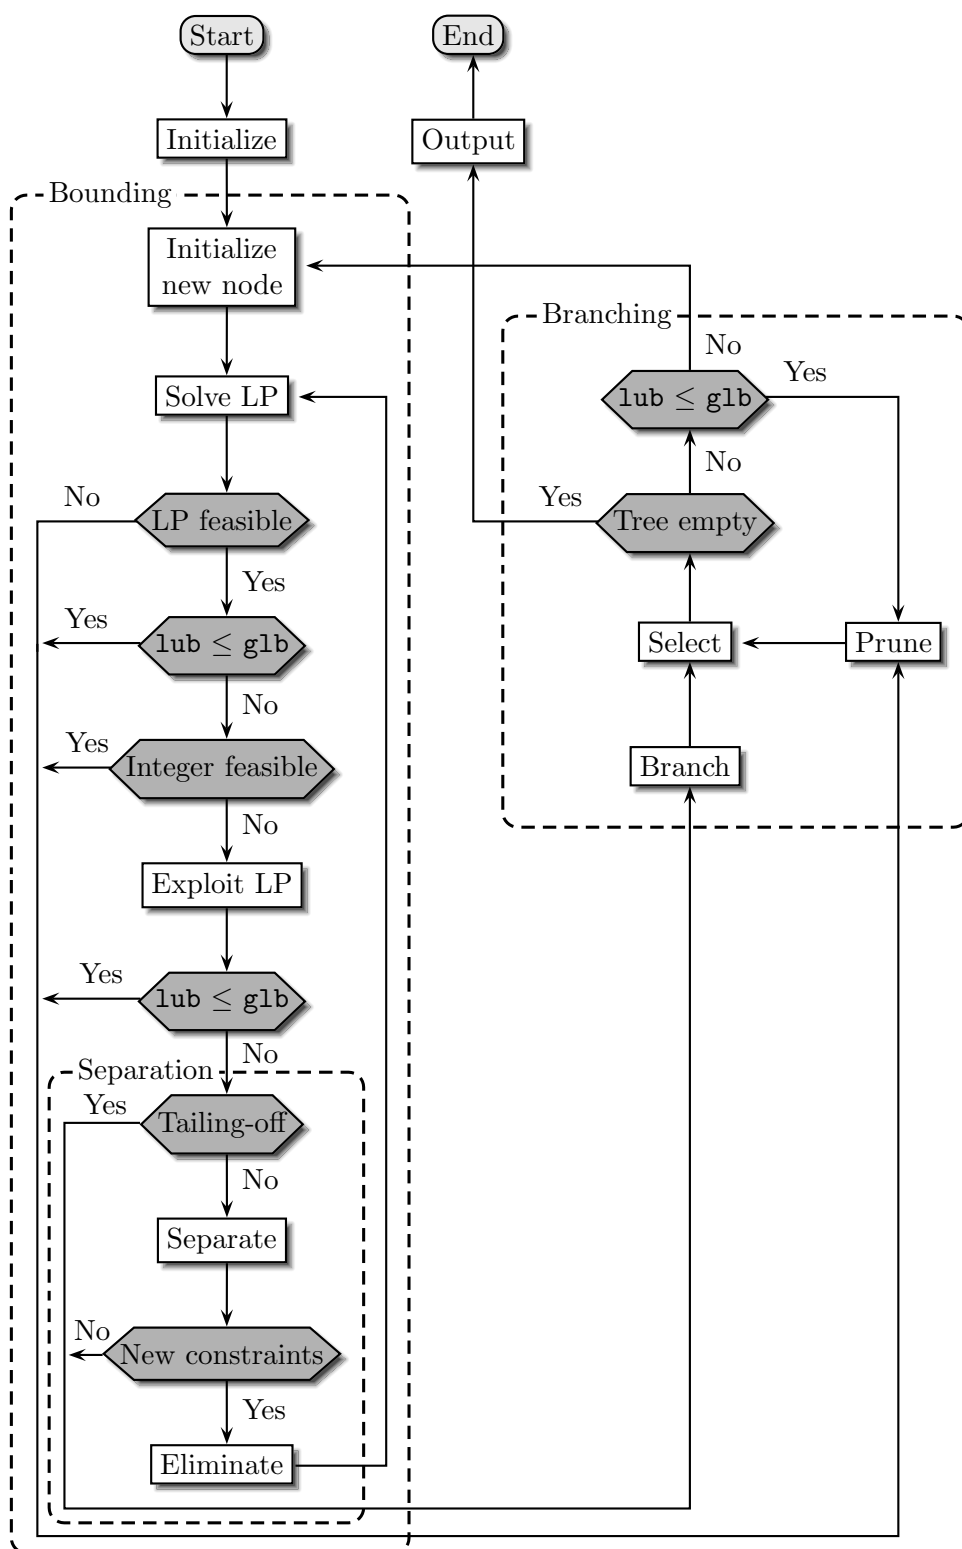 Start
End
Initialize
Output
Bounding
Initialize
new node
Branching
No
Yes
Solve LP
lub ≤ glb
No
No
LP feasible
Yes
Tree empty
Yes
Yes
lub ≤ glb
Select
Prune
No
Yes
Integer feasible
Branch
No
Exploit LP
Yes
lub ≤ glb
No
Separation
Yes
Tailing-off
No
Separate
No
New constraints
Yes
Eliminate